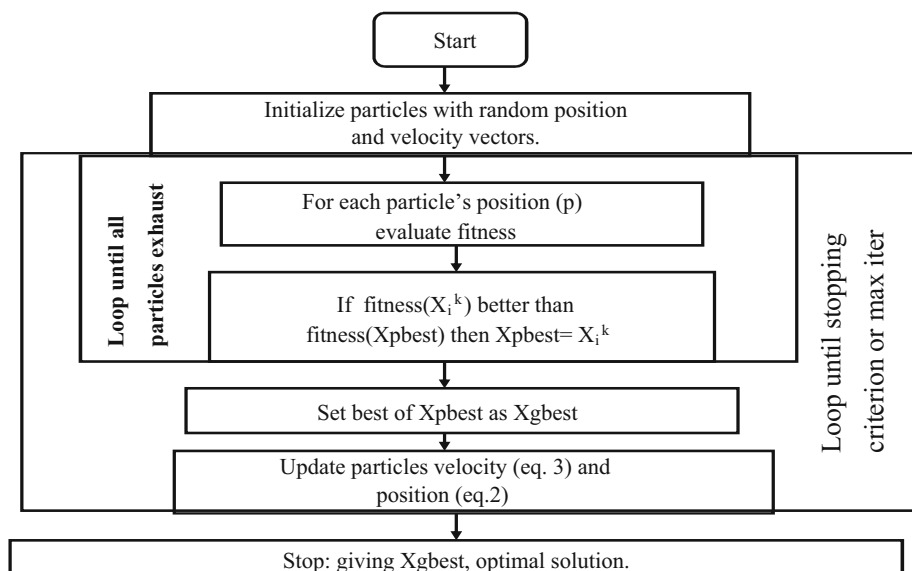 Start
Initialize particles with random position
and velocity vectors.
Loop until all
particles exhaust
For each particle's position (p)
evaluate fitness
If fitness(Xᵢᵏ) better than
fitness(Xpbest) then Xpbest= Xᵢᵏ
Set best of Xpbest as Xgbest
Update particles velocity (eq. 3) and
position (eq.2)
Loop until stopping
criterion or max iter
Stop: giving Xgbest, optimal solution.